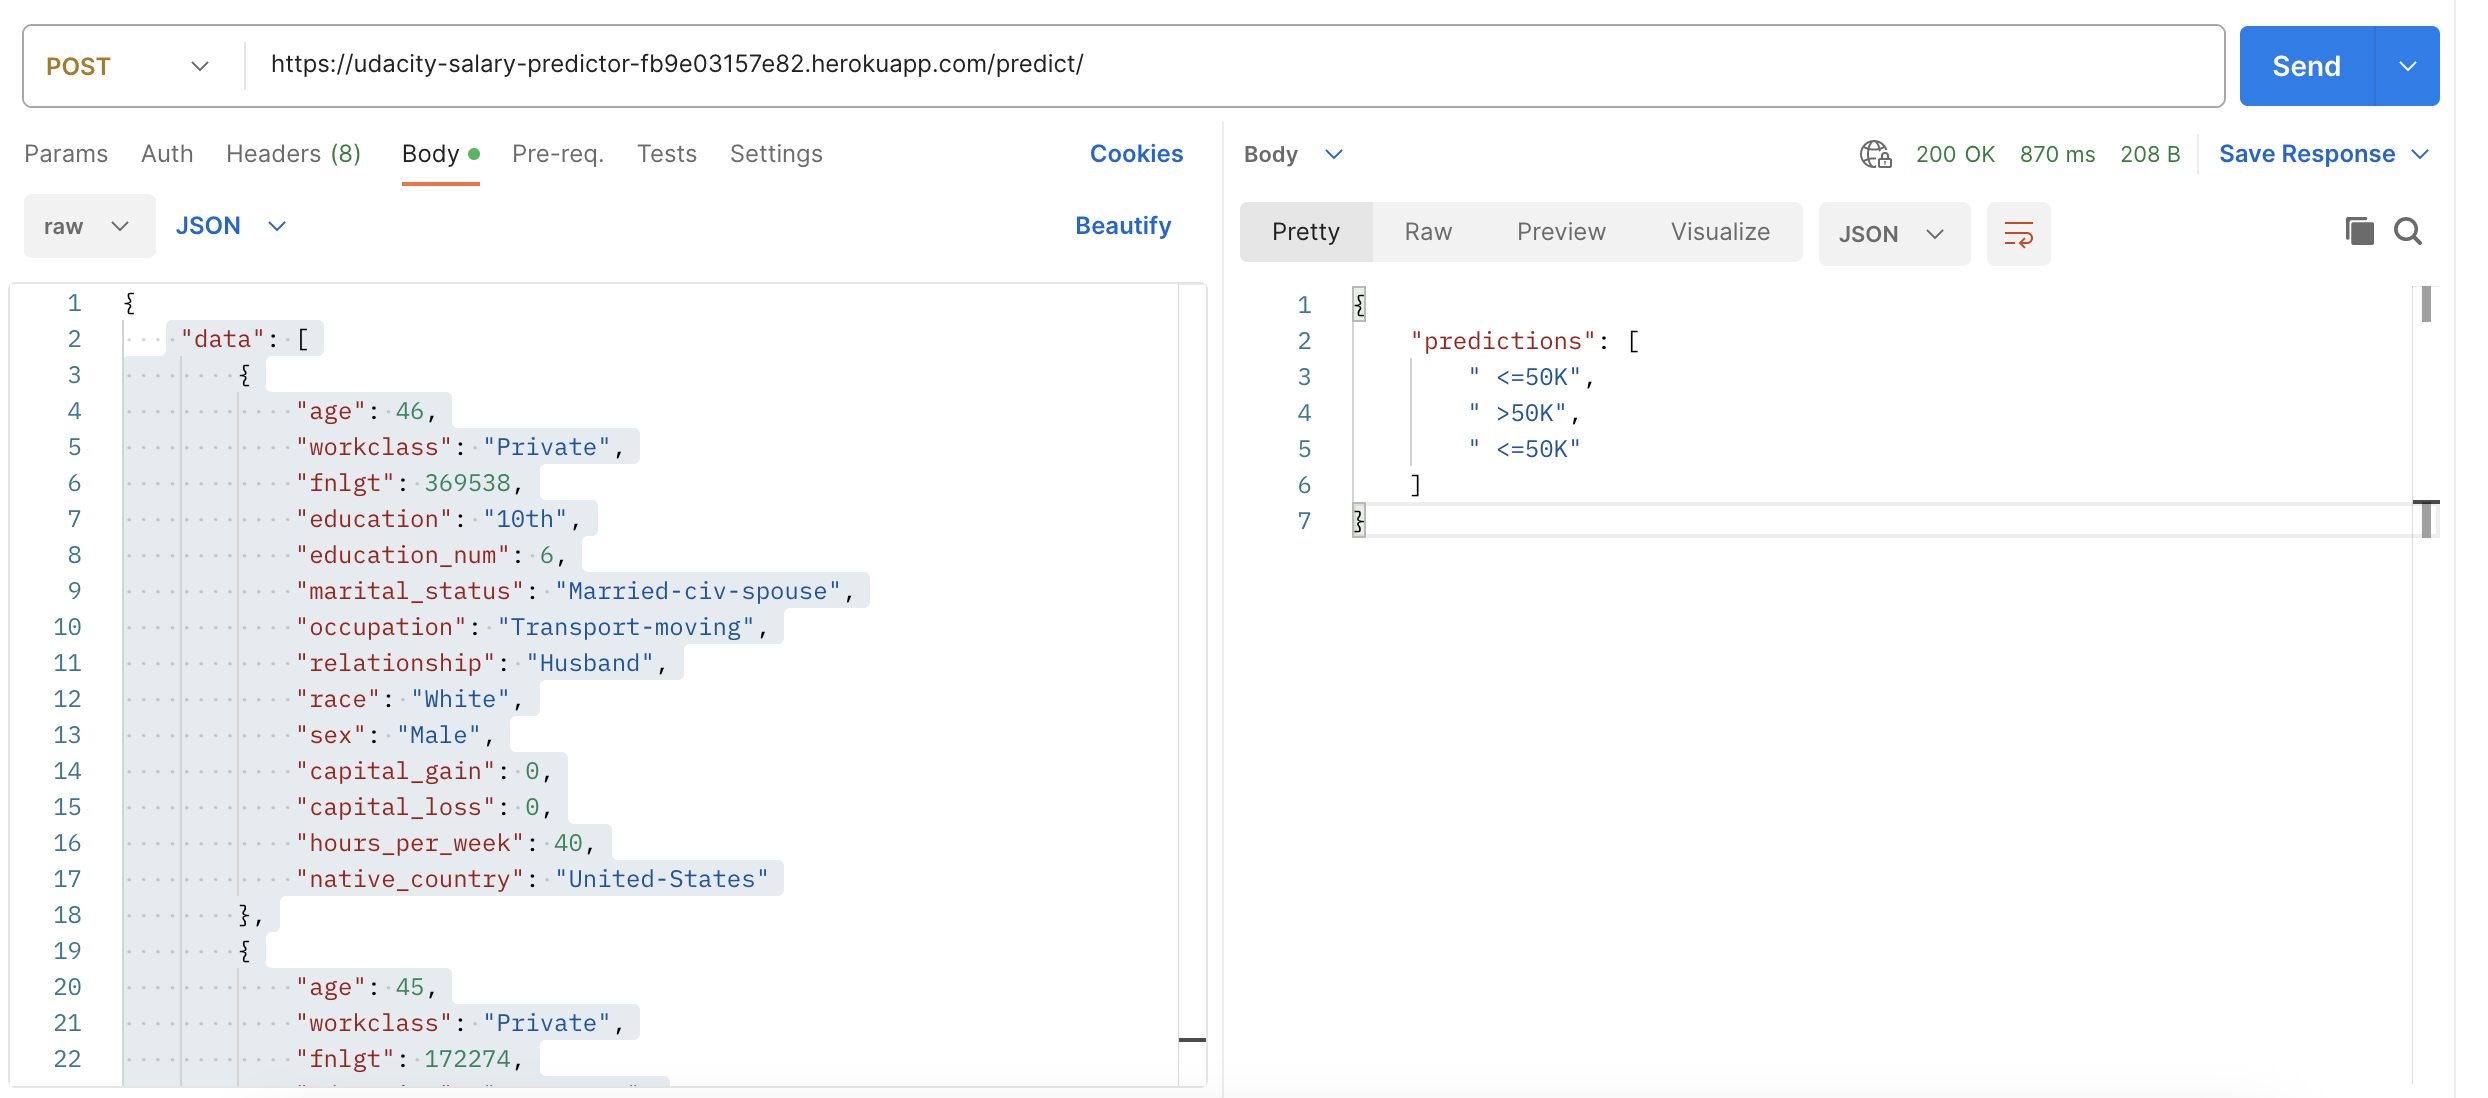 POST https://udacity-salary-predictor-fb9e03157e82.herokuapp.com/predict/ Send
Params Auth Headers (8) Body Pre-req. Tests Settings Cookies
raw JSON Beautify
1 {
2 "data": [
3 {
4 "age": 46,
5 "workclass": "Private",
6 "fnlgt": 369538,
7 "education": "10th",
8 "education_num": 6,
9 "marital_status": "Married-civ-spouse",
10 "occupation": "Transport-moving",
11 "relationship": "Husband",
12 "race": "White",
13 "sex": "Male",
14 "capital_gain": 0,
15 "capital_loss": 0,
16 "hours_per_week": 40,
17 "native_country": "United-States"
18 },
19 {
20 "age": 45,
21 "workclass": "Private",
22 "fnlgt": 172274,
Body 200 OK 870 ms 208 B Save Response
Pretty Raw Preview Visualize JSON
1 {
2 "predictions": [
3 " <=50K",
4 " >50K",
5 " <=50K"
6 ]
7 }